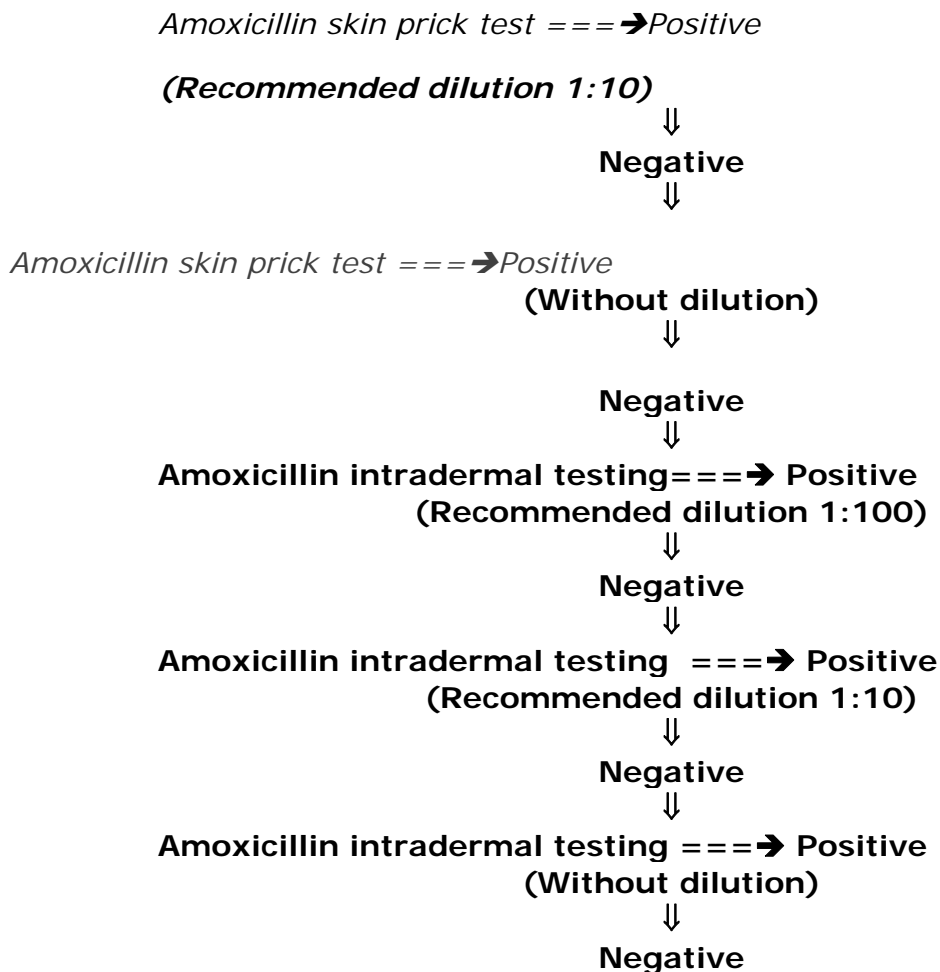 Amoxicillin skin prick test ===➔Positive
(Recommended dilution 1:10)
⇓
Negative
⇓
Amoxicillin skin prick test ===➔Positive
(Without dilution)
⇓
Negative
⇓
Amoxicillin intradermal testing===➔ Positive
(Recommended dilution 1:100)
⇓
Negative
⇓
Amoxicillin intradermal testing ===➔ Positive
(Recommended dilution 1:10)
⇓
Negative
⇓
Amoxicillin intradermal testing ===➔ Positive
(Without dilution)
⇓
Negative